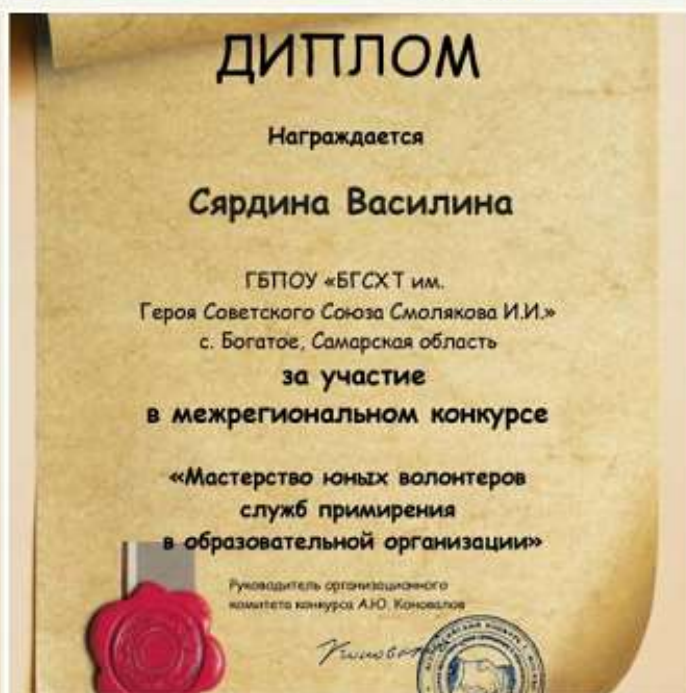 ДИПЛОМ
Награждается
Сярдина Василина
ГБПОУ «БГСХТ им.
Героя Советского Союза Смолякова И.И.»
с. Богатое, Самарская область
за участие
в межрегиональном конкурсе
«Мастерство юных волонтеров
служб примирения
в образовательной организации»
Руководитель организационного
комитета конкурса А.Ю. Коновалов